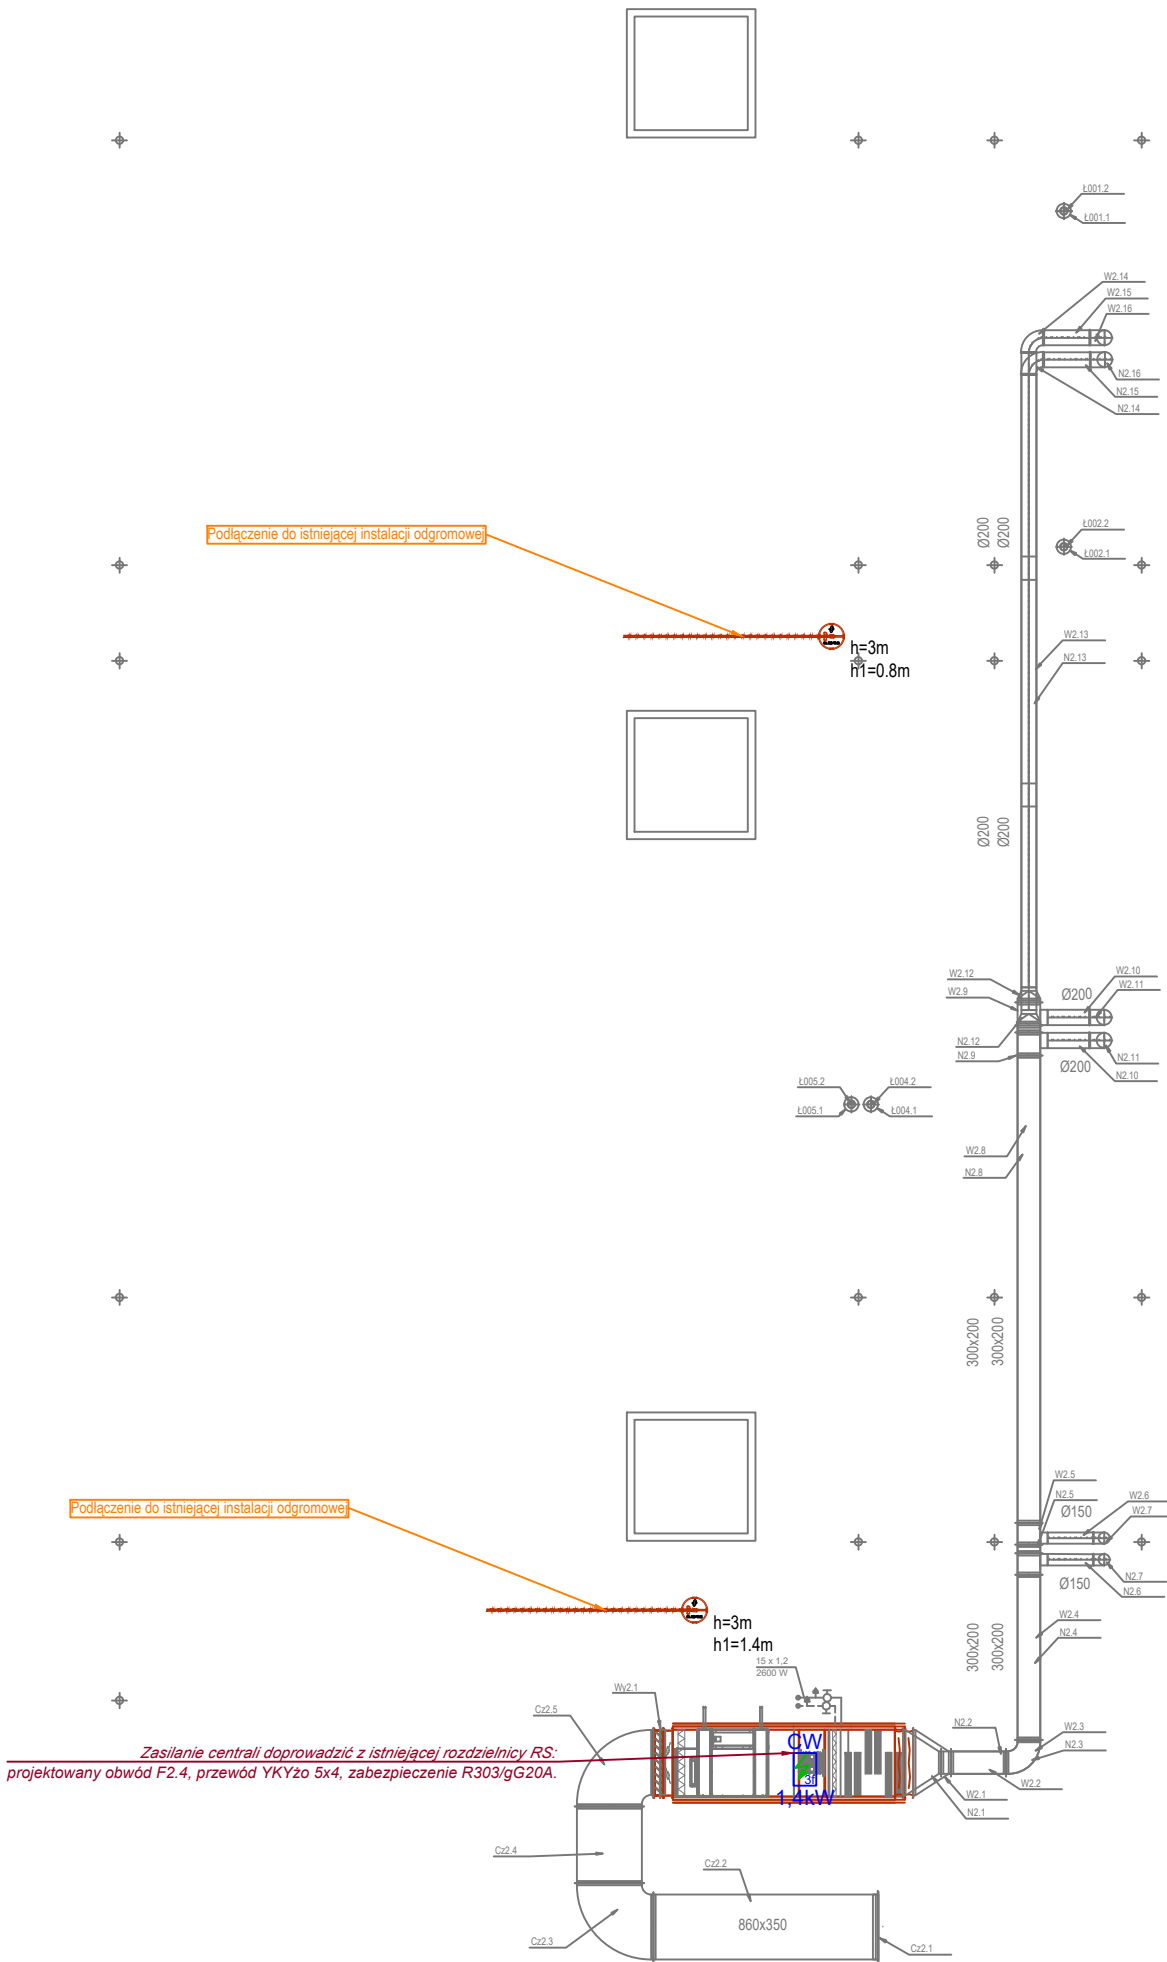 Ł001.2
Ł001.1
W2.14
W2.15
W2.16
N2.16
N2.15
N2.14
Podłączenie do istniejącej instalacji odgromowej
Ø200
Ø200
Ł002.2
Ł002.1
h=3m
h1=0.8m
W2.13
N2.13
Ø200
Ø200
W2.12
W2.9
Ø200
W2.10
W2.11
N2.12
N2.9
Ø200
N2.11
N2.10
Ł005.2
Ł004.2
Ł005.1
Ł004.1
W2.8
N2.8
300x200
300x200
W2.5
N2.5
Ø150
W2.6
W2.7
Podłączenie do istniejącej instalacji odgromowej
N2.7
N2.6
Ø150
h=3m
h1=1.4m
W2.4
N2.4
300x200
300x200
15 x 1,2
2600 W
Wy2.1
Cz2.5
N2.2
W2.3
N2.3
Zasilanie centrali doprowadzić z istniejącej rozdzielnicy RS:
projektowany obwód F2.4, przewód YKYżo 5x4, zabezpieczenie R303/gG20A.
CW
3f
1,4kW
W2.2
W2.1
N2.1
Cz2.4
Cz2.2
860x350
Cz2.3
Cz2.1